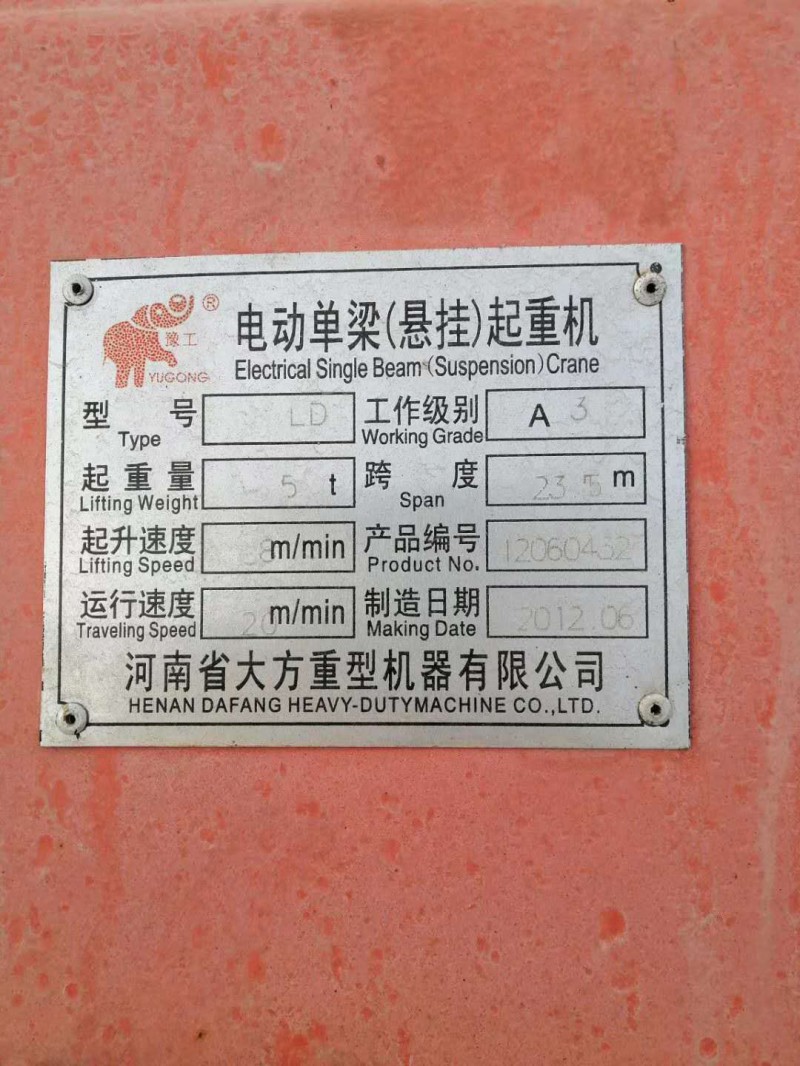 豫工 ®
YUGONG
电动单梁(悬挂)起重机
Electrical Single Beam (Suspension) Crane
型号 LD 工作级别 A 3
Type Working Grade
起重量 5 t 跨度 23.5 m
Lifting Weight Span
起升速度 8 m/min 产品编号 12060432
Lifting Speed Product No.
运行速度 20 m/min 制造日期 2012.06
Traveling Speed Making Date
河南省大方重型机器有限公司
HENAN DAFANG HEAVY-DUTYMACHINE CO.,LTD.